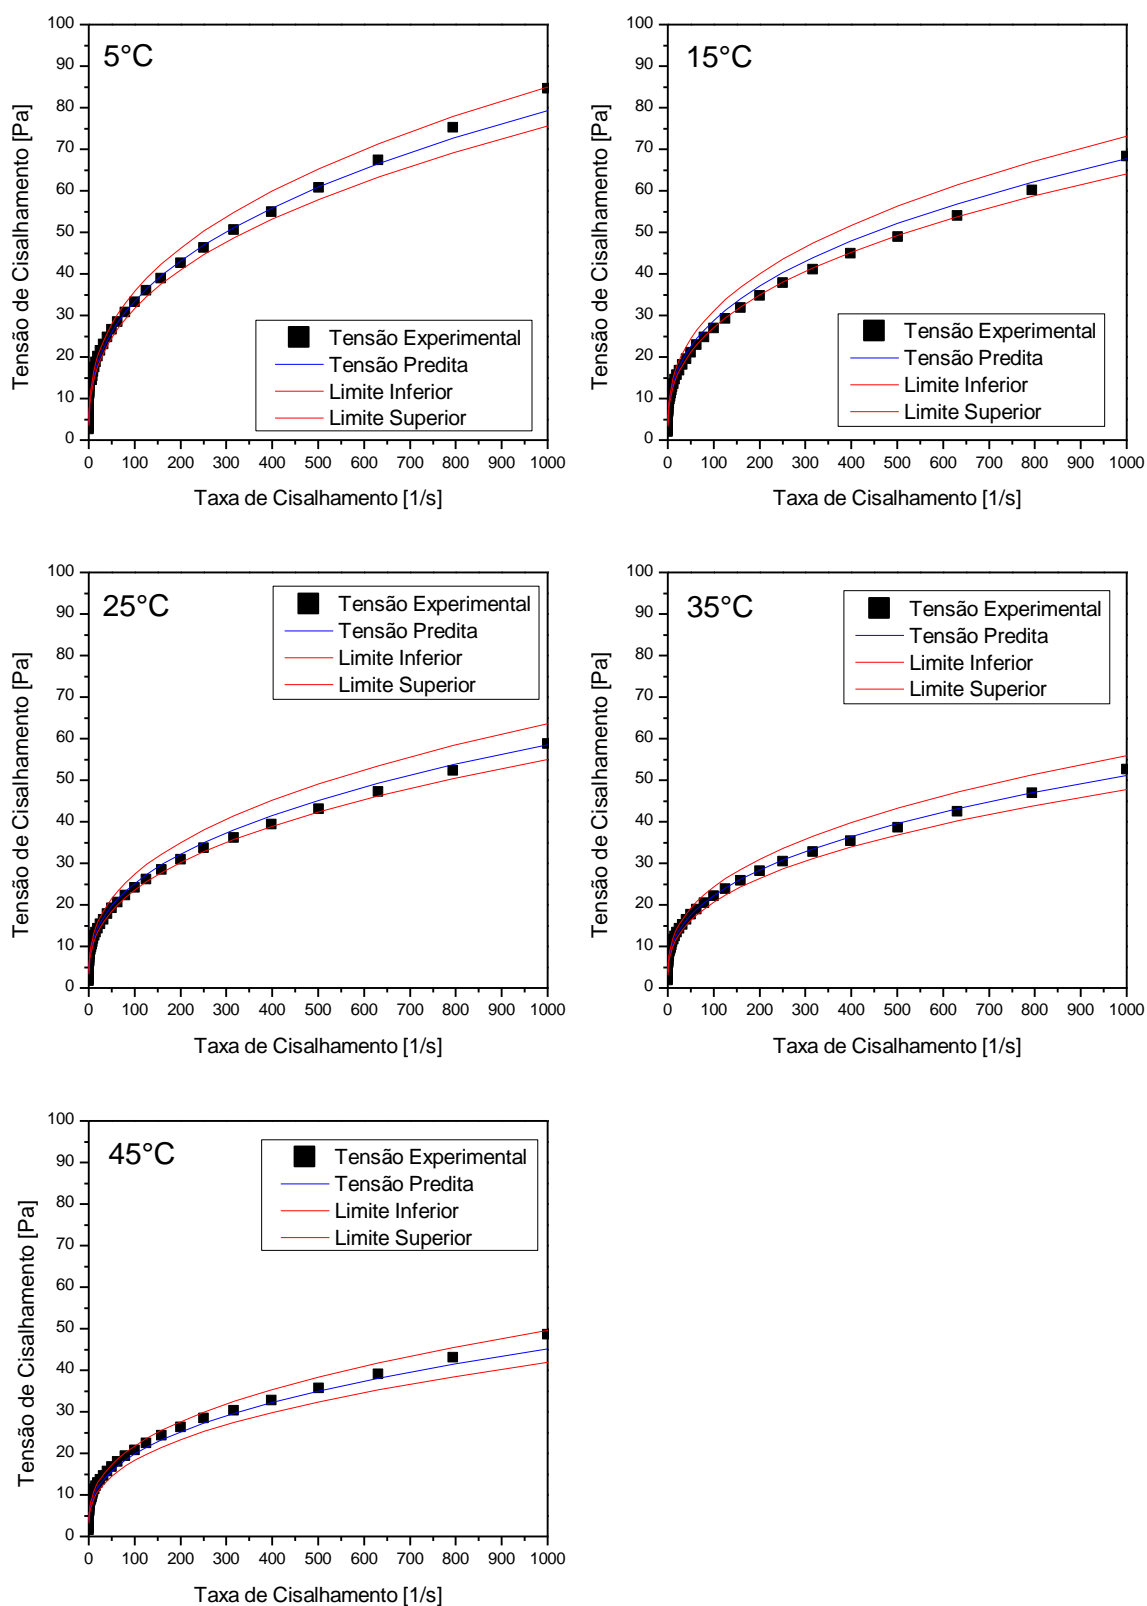 5°C
Tensão de Cisalhamento [Pa]
100
90
80
70
60
50
40
30
20
10
0
Tensão Experimental
Tensão Predita
Limite Inferior
Limite Superior
0 100 200 300 400 500 600 700 800 900 1000
Taxa de Cisalhamento [1/s]
15°C
Tensão de Cisalhamento [Pa]
100
90
80
70
60
50
40
30
20
10
0
Tensão Experimental
Tensão Predita
Limite Inferior
Limite Superior
0 100 200 300 400 500 600 700 800 900 1000
Taxa de Cisalhamento [1/s]
25°C
Tensão de Cisalhamento [Pa]
100
90
80
70
60
50
40
30
20
10
0
Tensão Experimental
Tensão Predita
Limite Inferior
Limite Superior
0 100 200 300 400 500 600 700 800 900 1000
Taxa de Cisalhamento [1/s]
35°C
Tensão de Cisalhamento [Pa]
100
90
80
70
60
50
40
30
20
10
0
Tensão Experimental
Tensão Predita
Limite Inferior
Limite Superior
0 100 200 300 400 500 600 700 800 900 1000
Taxa de Cisalhamento [1/s]
45°C
Tensão de Cisalhamento [Pa]
100
90
80
70
60
50
40
30
20
10
0
Tensão Experimental
Tensão Predita
Limite Inferior
Limite Superior
0 100 200 300 400 500 600 700 800 900 1000
Taxa de Cisalhamento [1/s]